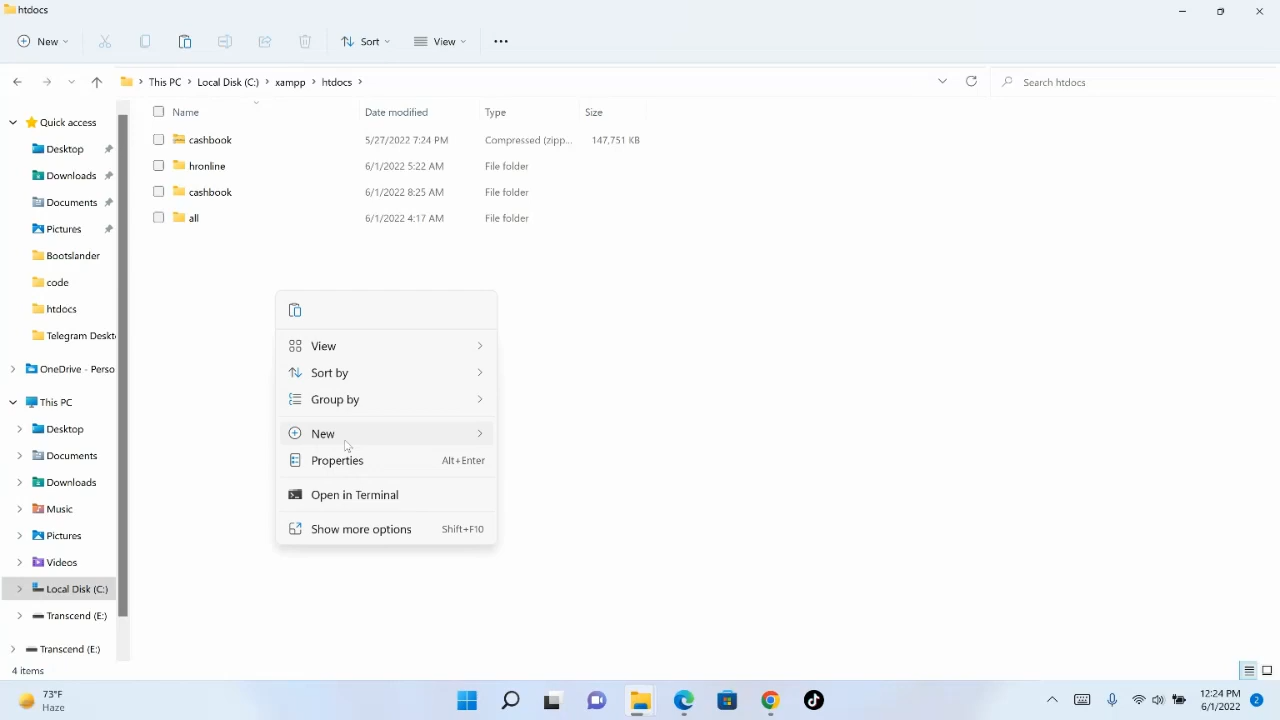 htdocs
New
Sort
View
This PC > Local Disk (C:) > xampp > htdocs >
Search htdocs
Name Date modified Type Size
cashbook 5/27/2022 7:24 PM Compressed (zipp... 147,751 KB
hronline 6/1/2022 5:22 AM File folder
cashbook 6/1/2022 8:25 AM File folder
all 6/1/2022 4:17 AM File folder
Quick access
Desktop
Downloads
Documents
Pictures
Bootslander
code
htdocs
Telegram Deskt
OneDrive - Perso
This PC
Desktop
Documents
Downloads
Music
Pictures
Videos
Local Disk (C:)
Transcend (E:)
Transcend (E:)
View
Sort by
Group by
New
Properties Alt+Enter
Open in Terminal
Show more options Shift+F10
4 items
73°F
Haze
12:24 PM
6/1/2022
2